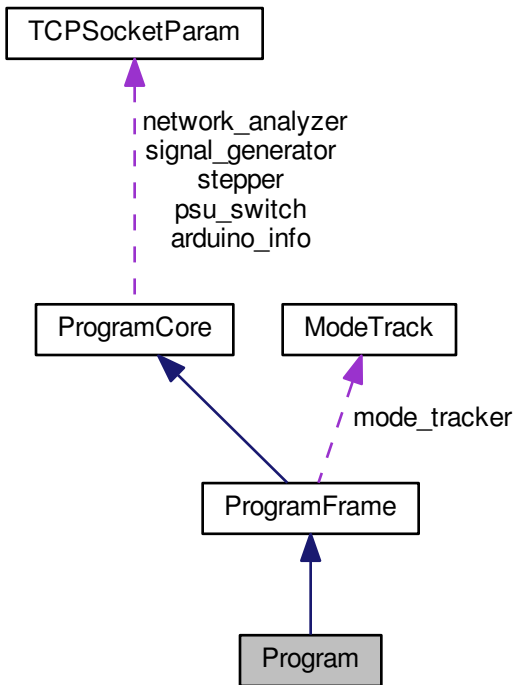 TCPSocketParam
network_analyzer
signal_generator
stepper
psu_switch
arduino_info
ProgramCore
ModeTrack
mode_tracker
ProgramFrame
Program